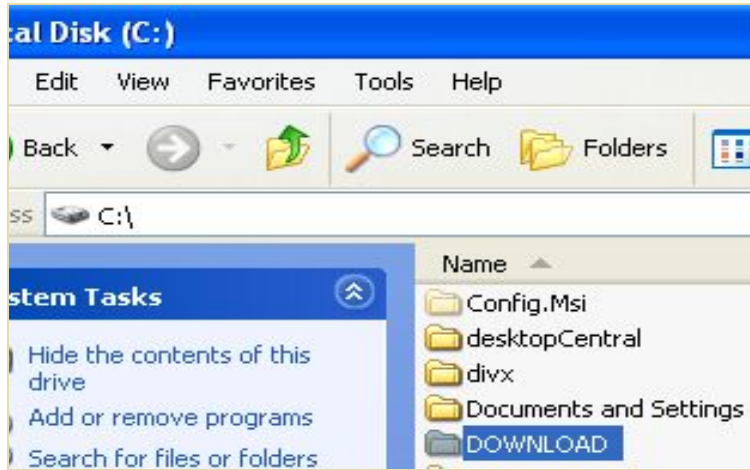 cal Disk (C:)
Edit View Favorites Tools Help
Back Search Folders
ss C:\
Name
stem Tasks
Config.Msi
desktopCentral
Hide the contents of this
drive
divx
Documents and Settings
Add or remove programs
DOWNLOAD
Search for files or folders